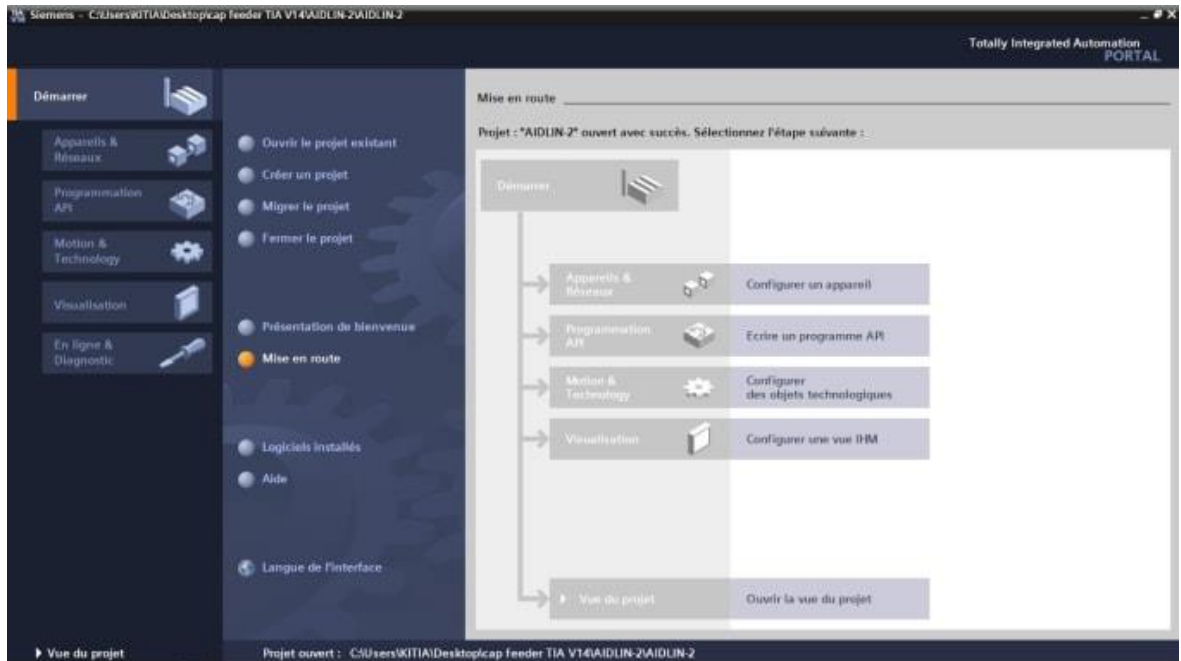 Siemens - C:\Users\KITIA\Desktop\cap feeder TIA V14\AIDLIN-2\AIDLIN-2
Totally Integrated Automation
PORTAL
Démarrer
Appareils &
Réseaux
Programmation
API
Motion &
Technology
Visualisation
En ligne &
Diagnostic
Ouvrir le projet existant
Créer un projet
Migrer le projet
Fermer le projet
Présentation de bienvenue
Mise en route
Logiciels installés
Aide
Langue de l'interface
Mise en route
Projet : "AIDLIN-2" ouvert avec succès. Sélectionnez l'étape suivante :
Démarrer
Appareils &
Réseaux
Configurer un appareil
Programmation
API
Ecrire un programme API
Motion &
Technology
Configurer
des objets technologiques
Visualisation
Configurer une vue IHM
Vue du projet
Ouvrir la vue du projet
Vue du projet
Projet ouvert : C:\Users\KITIA\Desktop\cap feeder TIA V14\AIDLIN-2\AIDLIN-2